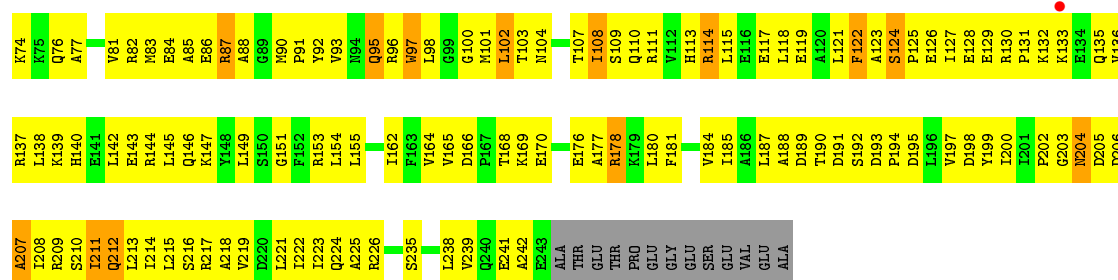 K74 K75 Q76 A77 V81 R82 M83 E84 A85 E86 R87 A88 G89 M90 P91 Y92 V93 N94 Q95 R96 W97 L98 G99 G100 M101 L102 T103 N104 T107 I108 S109 Q110 R111 V112 H113 R114 L115 E116 E117 L118 E119 A120 L121 F122 A123 S124 P125 E126 I127 E128 E129 R130 P131 K132 K133 E134 Q135 V136
R137 L138 K139 H140 E141 L142 E143 R144 L145 Q146 K147 Y148 L149 S150 G151 F152 R153 L154 L155 I162 F163 V164 V165 D166 P167 T168 K169 E170 E176 A177 R178 K179 L180 F181 V184 I185 A186 L187 A188 D189 T190 D191 S192 D193 P194 D195 L196 V197 D198 Y199 I200 I201 P202 G203 N204 D205 D206
A207 I208 R209 S210 I211 Q212 L213 I214 L215 S216 R217 A218 V219 D220 L221 I222 I223 Q224 A225 R226 S235 L238 V239 Q240 E241 A242 E243 ALA THR GLU THR PRO GLU GLU GLY GLU SER GLU VAL GLU ALA